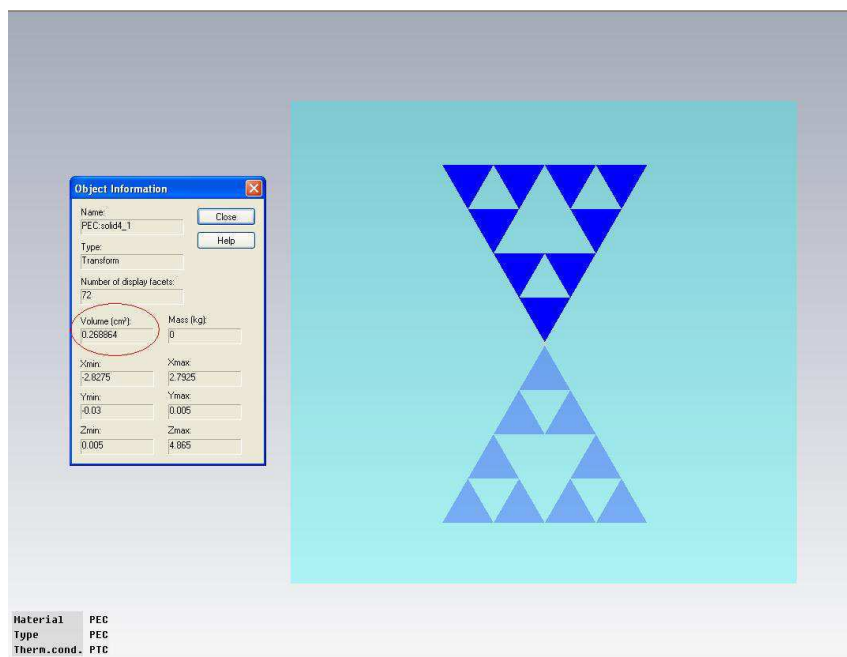 Object Information
Name:
PEC:solid4_1
Close
Help
Type:
Transform
Number of display facets:
72
Volume (cm³):
Mass (kg):
0.268864
0
Xmin:
Xmax:
-2.8275
2.7925
Ymin:
Ymax:
-0.03
0.005
Zmin:
Zmax:
0.005
4.865
Material PEC
Type PEC
Therm.cond. PTC